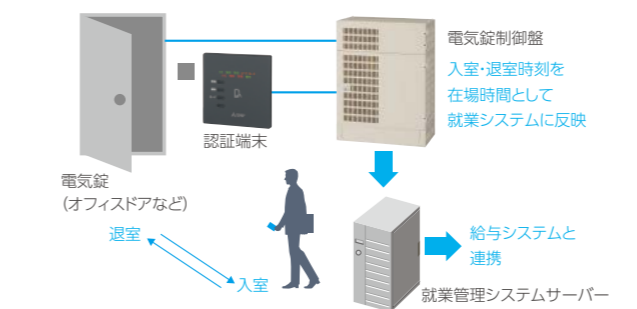 電気錠制御盤
入室・退室時刻を
在場時間として
就業システムに反映
認証端末
電気錠
（オフィスドアなど）
退室
入室
給与システムと
連携
就業管理システムサーバー